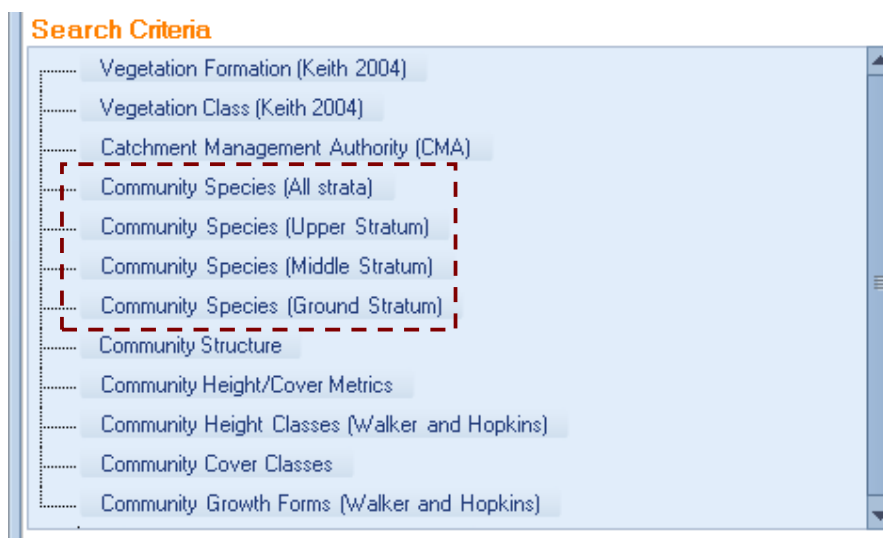 Search Criteria
Vegetation Formation (Keith 2004)
Vegetation Class (Keith 2004)
Catchment Management Authority (CMA)
Community Species (All strata)
Community Species (Upper Stratum)
Community Species (Middle Stratum)
Community Species (Ground Stratum)
Community Structure
Community Height/Cover Metrics
Community Height Classes (Walker and Hopkins)
Community Cover Classes
Community Growth Forms (Walker and Hopkins)